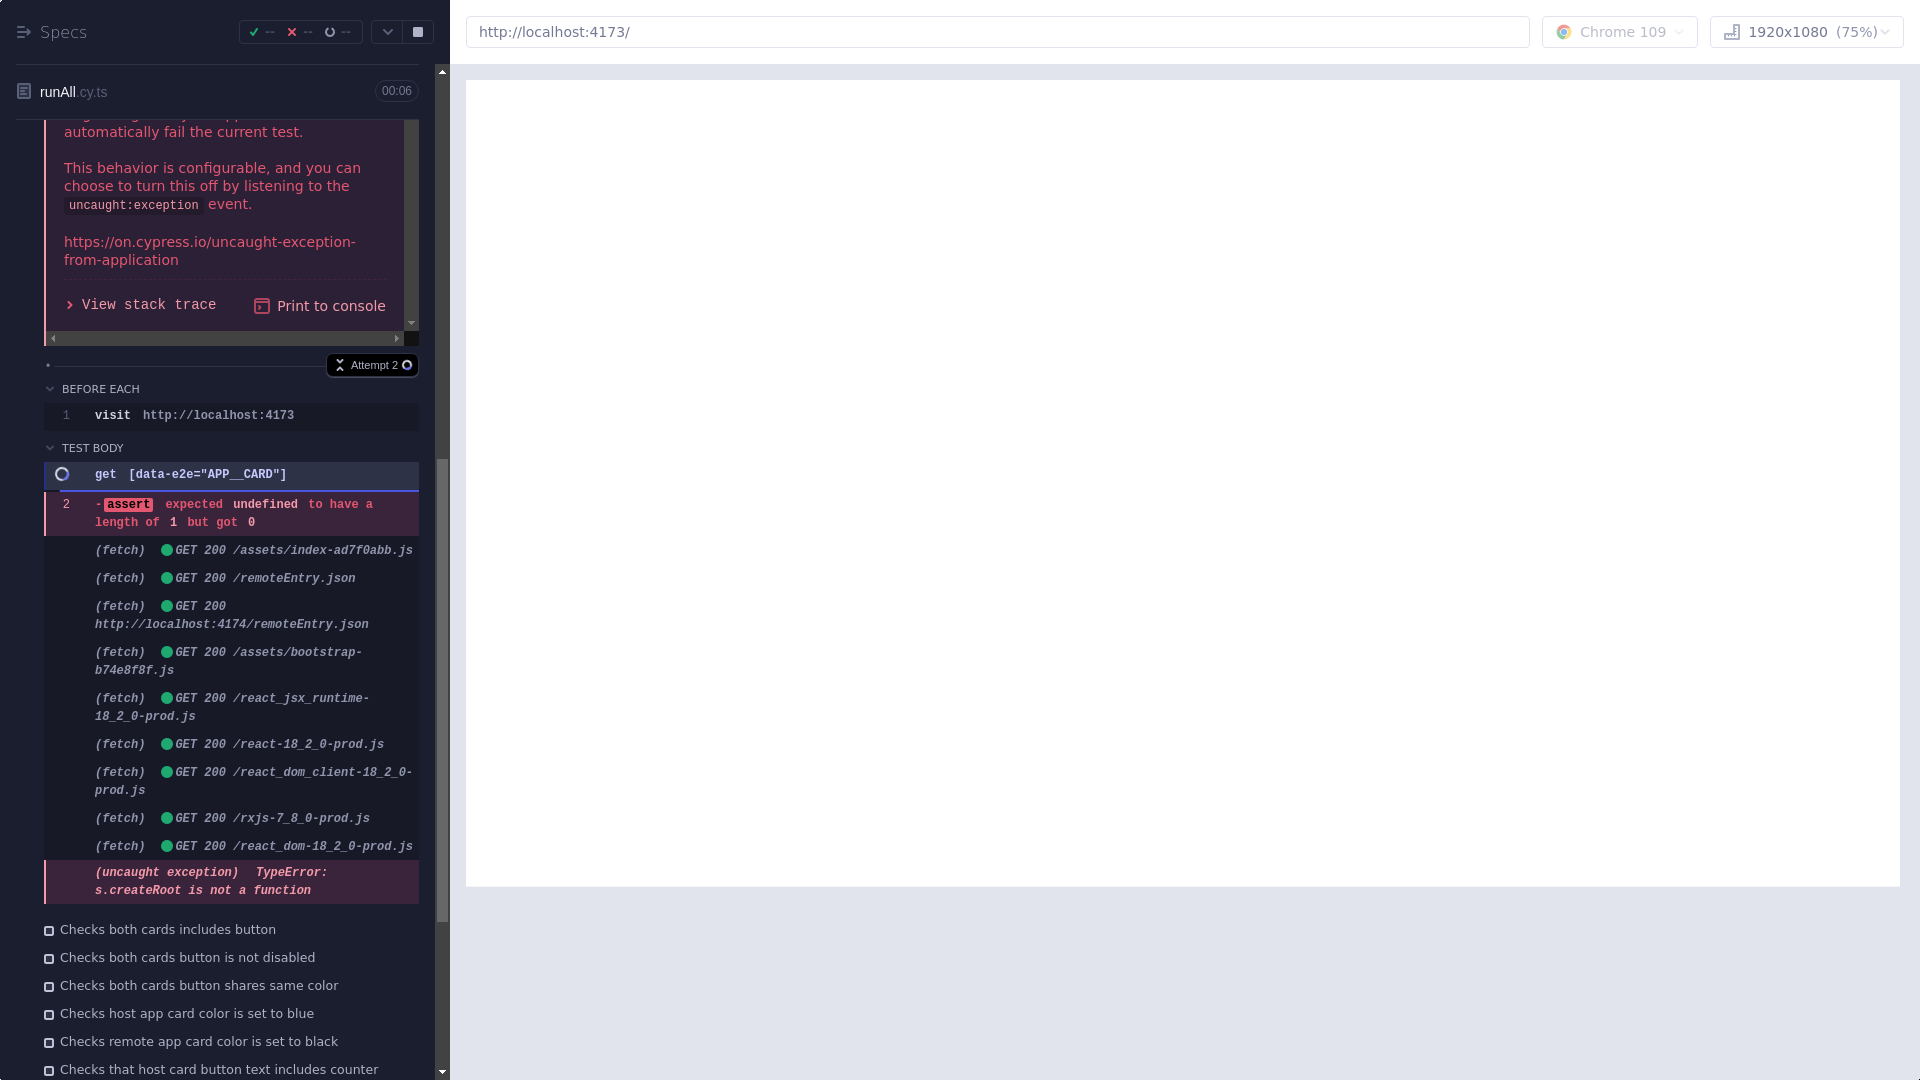 Specs
--
--
--
http://localhost:4173/
Chrome 109
1920x1080 (75%)
runAll.cy.ts
00:06
automatically fail the current test.
This behavior is configurable, and you can
choose to turn this off by listening to the
uncaught:exception event.
https://on.cypress.io/uncaught-exception-
from-application
View stack trace
Print to console
Attempt 2
BEFORE EACH
1 visit http://localhost:4173
TEST BODY
get [data-e2e="APP__CARD"]
2 -assert expected undefined to have a
length of 1 but got 0
(fetch) GET 200 /assets/index-ad7f0abb.js
(fetch) GET 200 /remoteEntry.json
(fetch) GET 200
http://localhost:4174/remoteEntry.json
(fetch) GET 200 /assets/bootstrap-
b74e8f8f.js
(fetch) GET 200 /react_jsx_runtime-
18_2_0-prod.js
(fetch) GET 200 /react-18_2_0-prod.js
(fetch) GET 200 /react_dom_client-18_2_0-
prod.js
(fetch) GET 200 /rxjs-7_8_0-prod.js
(fetch) GET 200 /react_dom-18_2_0-prod.js
(uncaught exception) TypeError:
s.createRoot is not a function
Checks both cards includes button
Checks both cards button is not disabled
Checks both cards button shares same color
Checks host app card color is set to blue
Checks remote app card color is set to black
Checks that host card button text includes counter